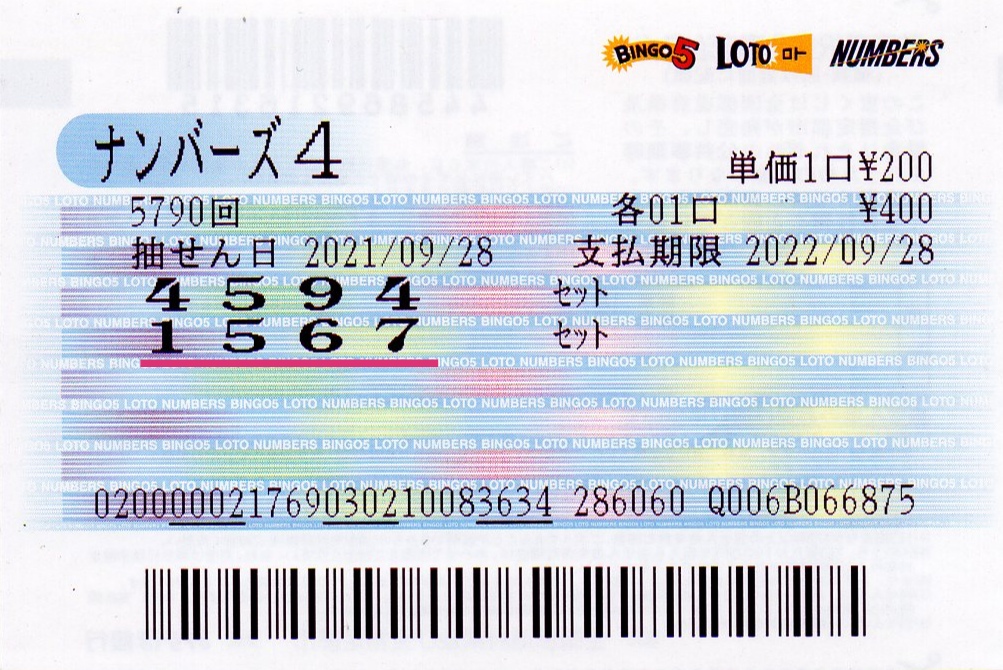 BINGO5 LOTO ロト NUMBERS
ナンバーズ4
単価1口¥200
5790回 各01口 ¥400
抽せん日 2021/09/28 支払期限 2022/09/28
4594 セット
1567 セット
020000021769030210083634 286060 Q006B066875